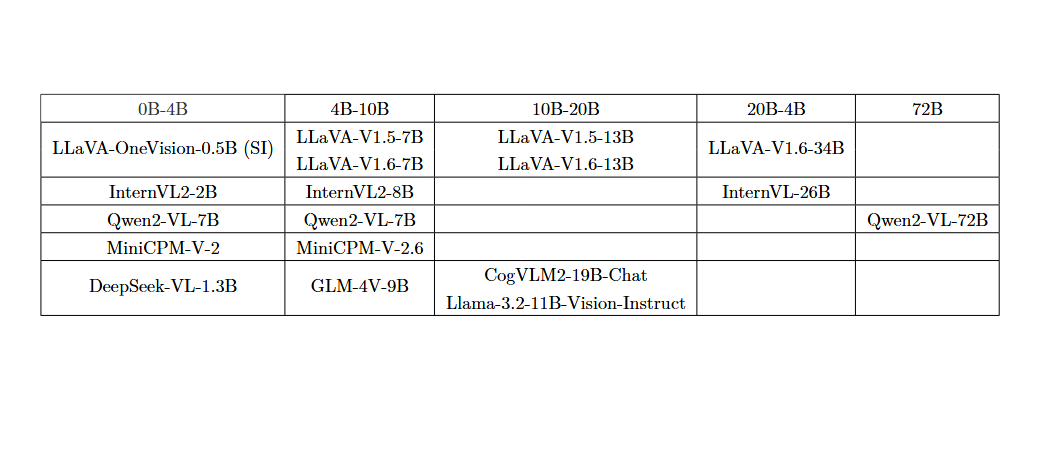 0B-4B 4B-10B 10B-20B 20B-4B 72B
LLaVA-OneVision-0.5B (SI) LLaVA-V1.5-7B LLaVA-V1.5-13B LLaVA-V1.6-34B
LLaVA-V1.6-7B LLaVA-V1.6-13B
InternVL2-2B InternVL2-8B InternVL-26B
Qwen2-VL-7B Qwen2-VL-7B Qwen2-VL-72B
MiniCPM-V-2 MiniCPM-V-2.6
DeepSeek-VL-1.3B GLM-4V-9B CogVLM2-19B-Chat
Llama-3.2-11B-Vision-Instruct